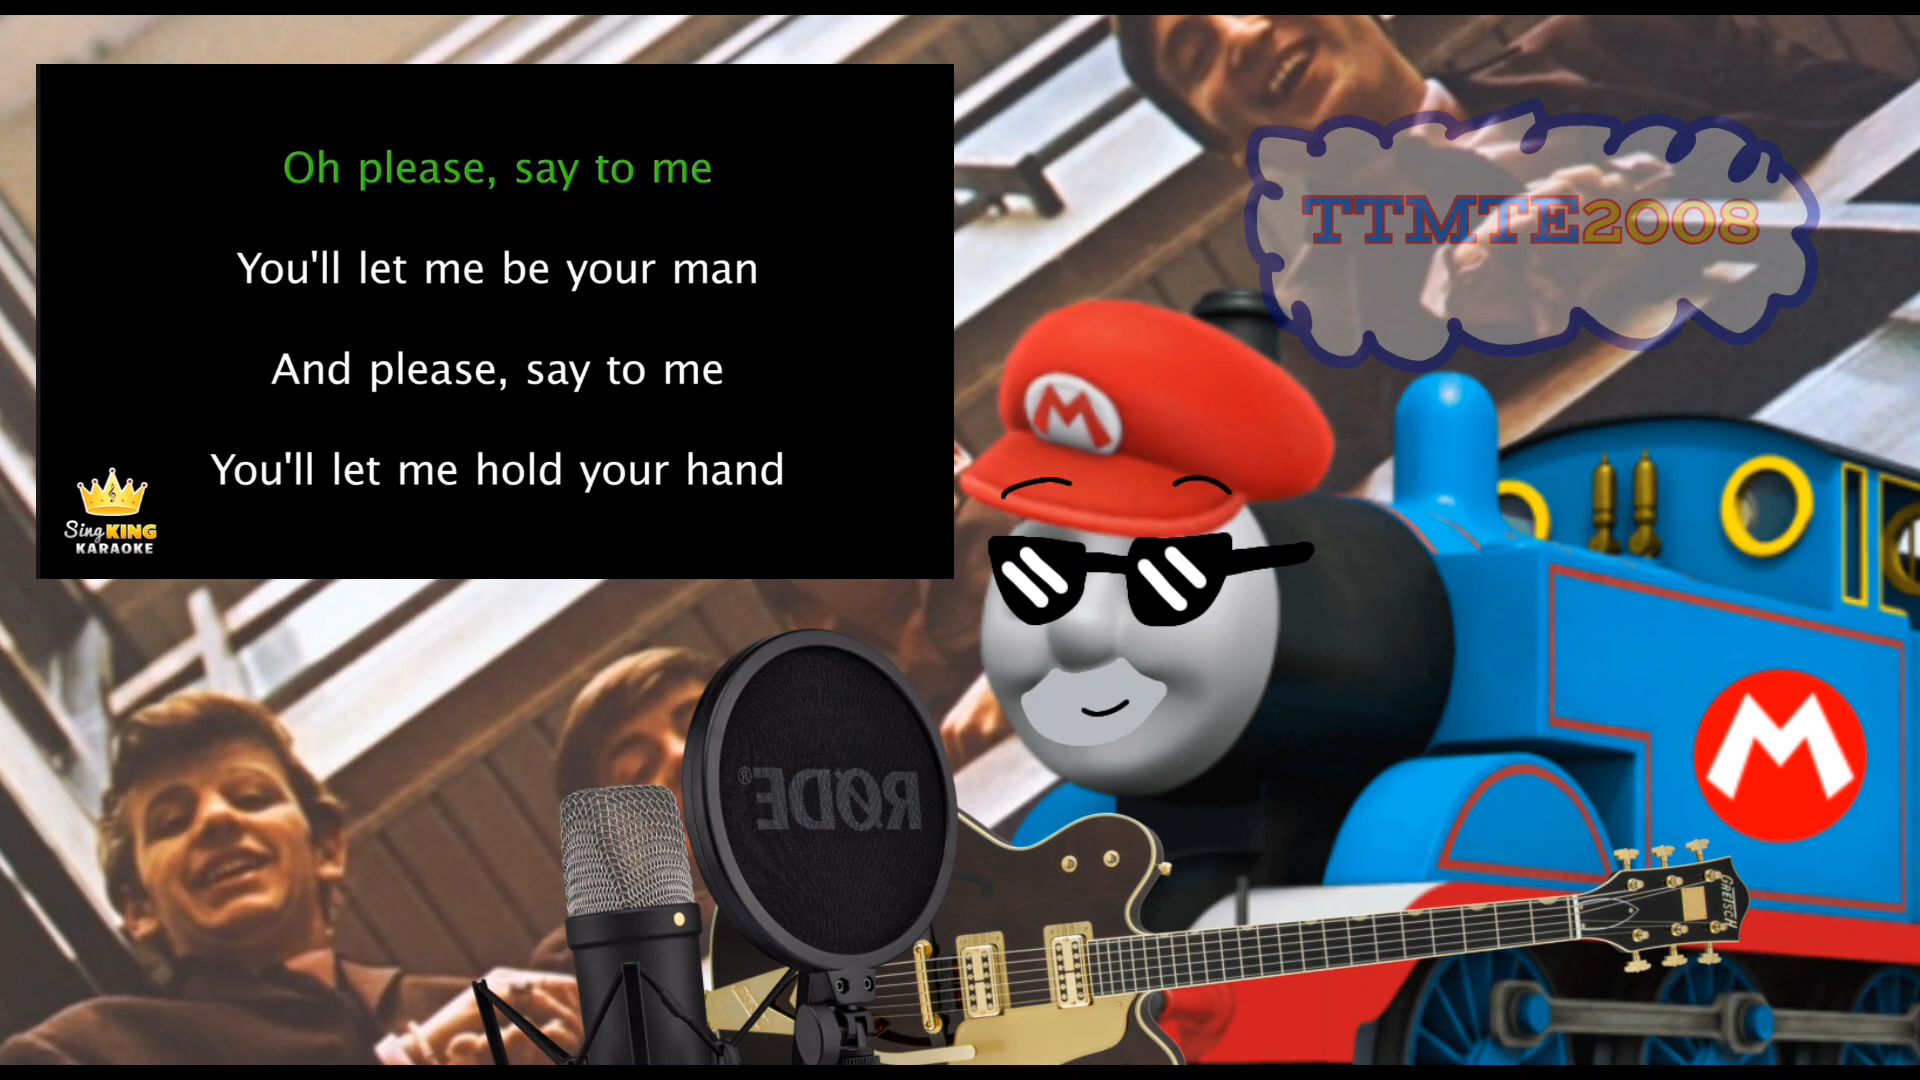 Oh please, say to me
You'll let me be your man
And please, say to me
You'll let me hold your hand
Sing KING
KARAOKE
TTMTE2008
M
M
RØDE®
GRETSCH